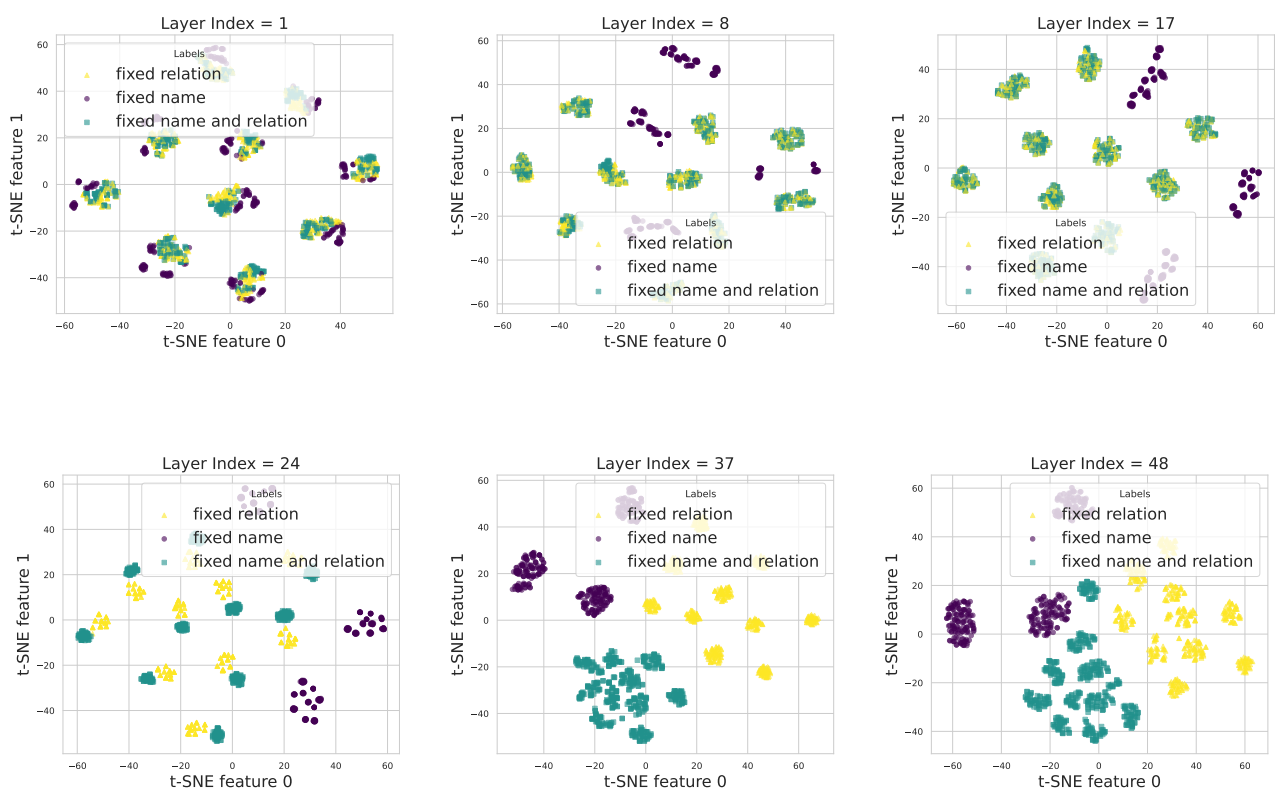 Layer Index = 1
60
40
20
0
−20
−40
−60
−40
−20
0
20
40
t-SNE feature 1
t-SNE feature 0
Labels
fixed relation
fixed name
fixed name and relation
Layer Index = 8
60
40
20
0
−20
−40
−60
−60
−40
−20
0
20
40
t-SNE feature 1
t-SNE feature 0
Labels
fixed relation
fixed name
fixed name and relation
Layer Index = 17
40
20
0
−20
−40
−60
−40
−20
0
20
40
60
t-SNE feature 1
t-SNE feature 0
Labels
fixed relation
fixed name
fixed name and relation
Layer Index = 24
60
40
20
0
−20
−40
−60
−40
−20
0
20
40
60
t-SNE feature 1
t-SNE feature 0
Labels
fixed relation
fixed name
fixed name and relation
Layer Index = 37
60
40
20
0
−20
−40
−40
−20
0
20
40
60
t-SNE feature 1
t-SNE feature 0
Labels
fixed relation
fixed name
fixed name and relation
Layer Index = 48
60
40
20
0
−20
−40
−60
−40
−20
0
20
40
60
t-SNE feature 1
t-SNE feature 0
Labels
fixed relation
fixed name
fixed name and relation